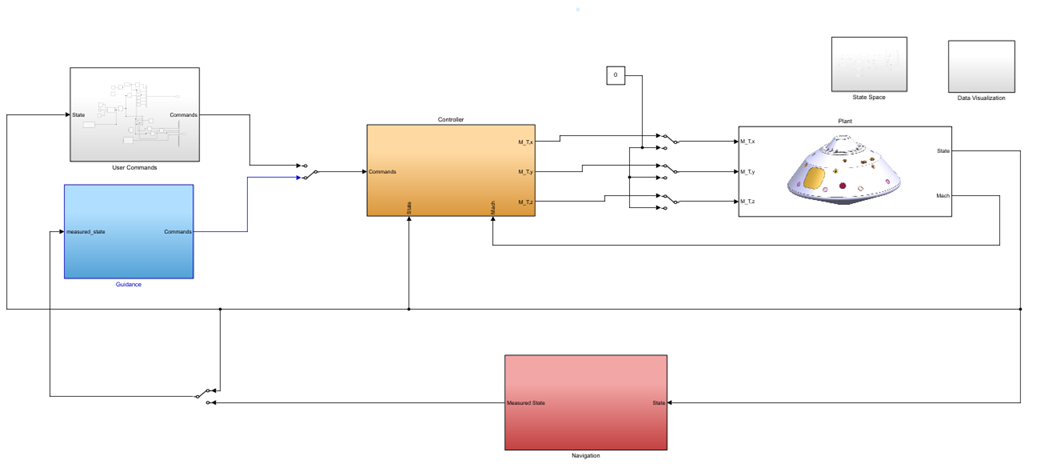 State Space
Data Visualization
0
State
Commands
User Commands
Controller
Commands
M_T.x
M_T.y
M_T.z
State
Mach
Plant
M_T.x
M_T.y
M_T.z
State
Mach
measured_state
Commands
Guidance
Measured State
State
Navigation